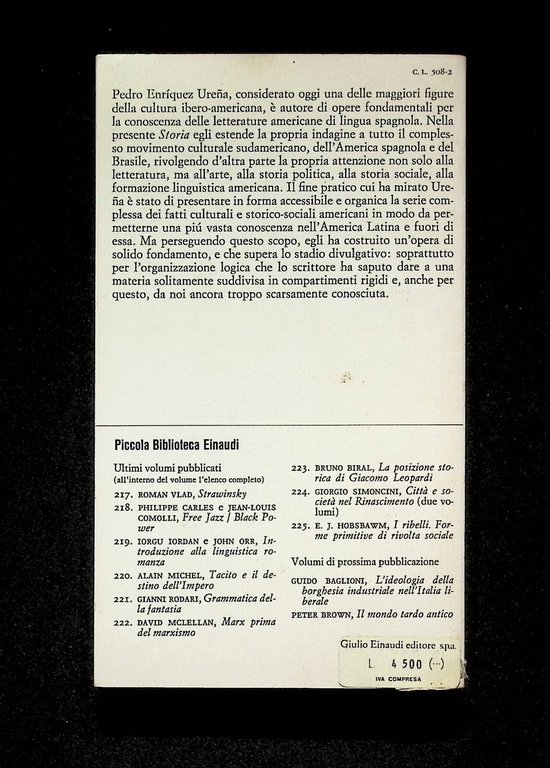 C. L. 508-2
Pedro Enríquez Ureña, considerato oggi una delle maggiori figure
della cultura ibero-americana, è autore di opere fondamentali per
la conoscenza delle letterature americane di lingua spagnola. Nella
presente Storia egli estende la propria indagine a tutto il comples-
so movimento culturale sudamericano, dell'America spagnola e del
Brasile, rivolgendo d'altra parte la propria attenzione non solo alla
letteratura, ma all'arte, alla storia politica, alla storia sociale, alla
formazione linguistica americana. Il fine pratico cui ha mirato Ure-
ña è stato di presentare in forma accessibile e organica la serie com-
plessa dei fatti culturali e storico-sociali americani in modo da per-
metterne una piú vasta conoscenza nell'America Latina e fuori di
essa. Ma perseguendo questo scopo, egli ha costruito un'opera di
solido fondamento, e che supera lo stadio divulgativo: soprattutto
per l'organizzazione logica che lo scrittore ha saputo dare a una
materia solitamente suddivisa in compartimenti rigidi e, anche per
questo, da noi ancora troppo scarsamente conosciuta.
Piccola Biblioteca Einaudi
Ultimi volumi pubblicati
(all'interno del volume l'elenco completo)
217. ROMAN VLAD, Strawinsky
218. PHILIPPE CARLES e JEAN-LOUIS
COMOLLI, Free Jazz / Black Po-
wer
219. IORGU IORDAN e JOHN ORR, In-
troduzione alla linguistica ro-
manza
220. ALAIN MICHEL, Tacito e il de-
stino dell'Impero
221. GIANNI RODARI, Grammatica del-
la fantasia
222. DAVID MCLELLAN, Marx prima
del marxismo
223. BRUNO BIRAL, La posizione sto-
rica di Giacomo Leopardi
224. GIORGIO SIMONCINI, Città e so-
cietà nel Rinascimento (due vo-
lumi)
225. E. J. HOBSBAWM, I ribelli. For-
me primitive di rivolta sociale
Volumi di prossima pubblicazione
GUIDO BAGLIONI, L'ideologia della
borghesia industriale nell'Italia li-
berale
PETER BROWN, Il mondo tardo antico
Giulio Einaudi editore s.p.a.
L. 4 500 (···)
IVA COMPRESA